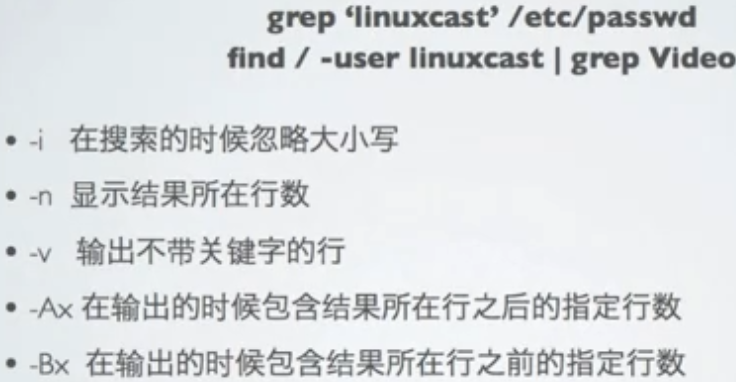 grep ‘linuxcast’ /etc/passwd
find / -user linuxcast | grep Video
• -i 在搜索的时候忽略大小写
• -n 显示结果所在行数
• -v 输出不带关键字的行
• -Ax 在输出的时候包含结果所在行之后的指定行数
• -Bx 在输出的时候包含结果所在行之前的指定行数